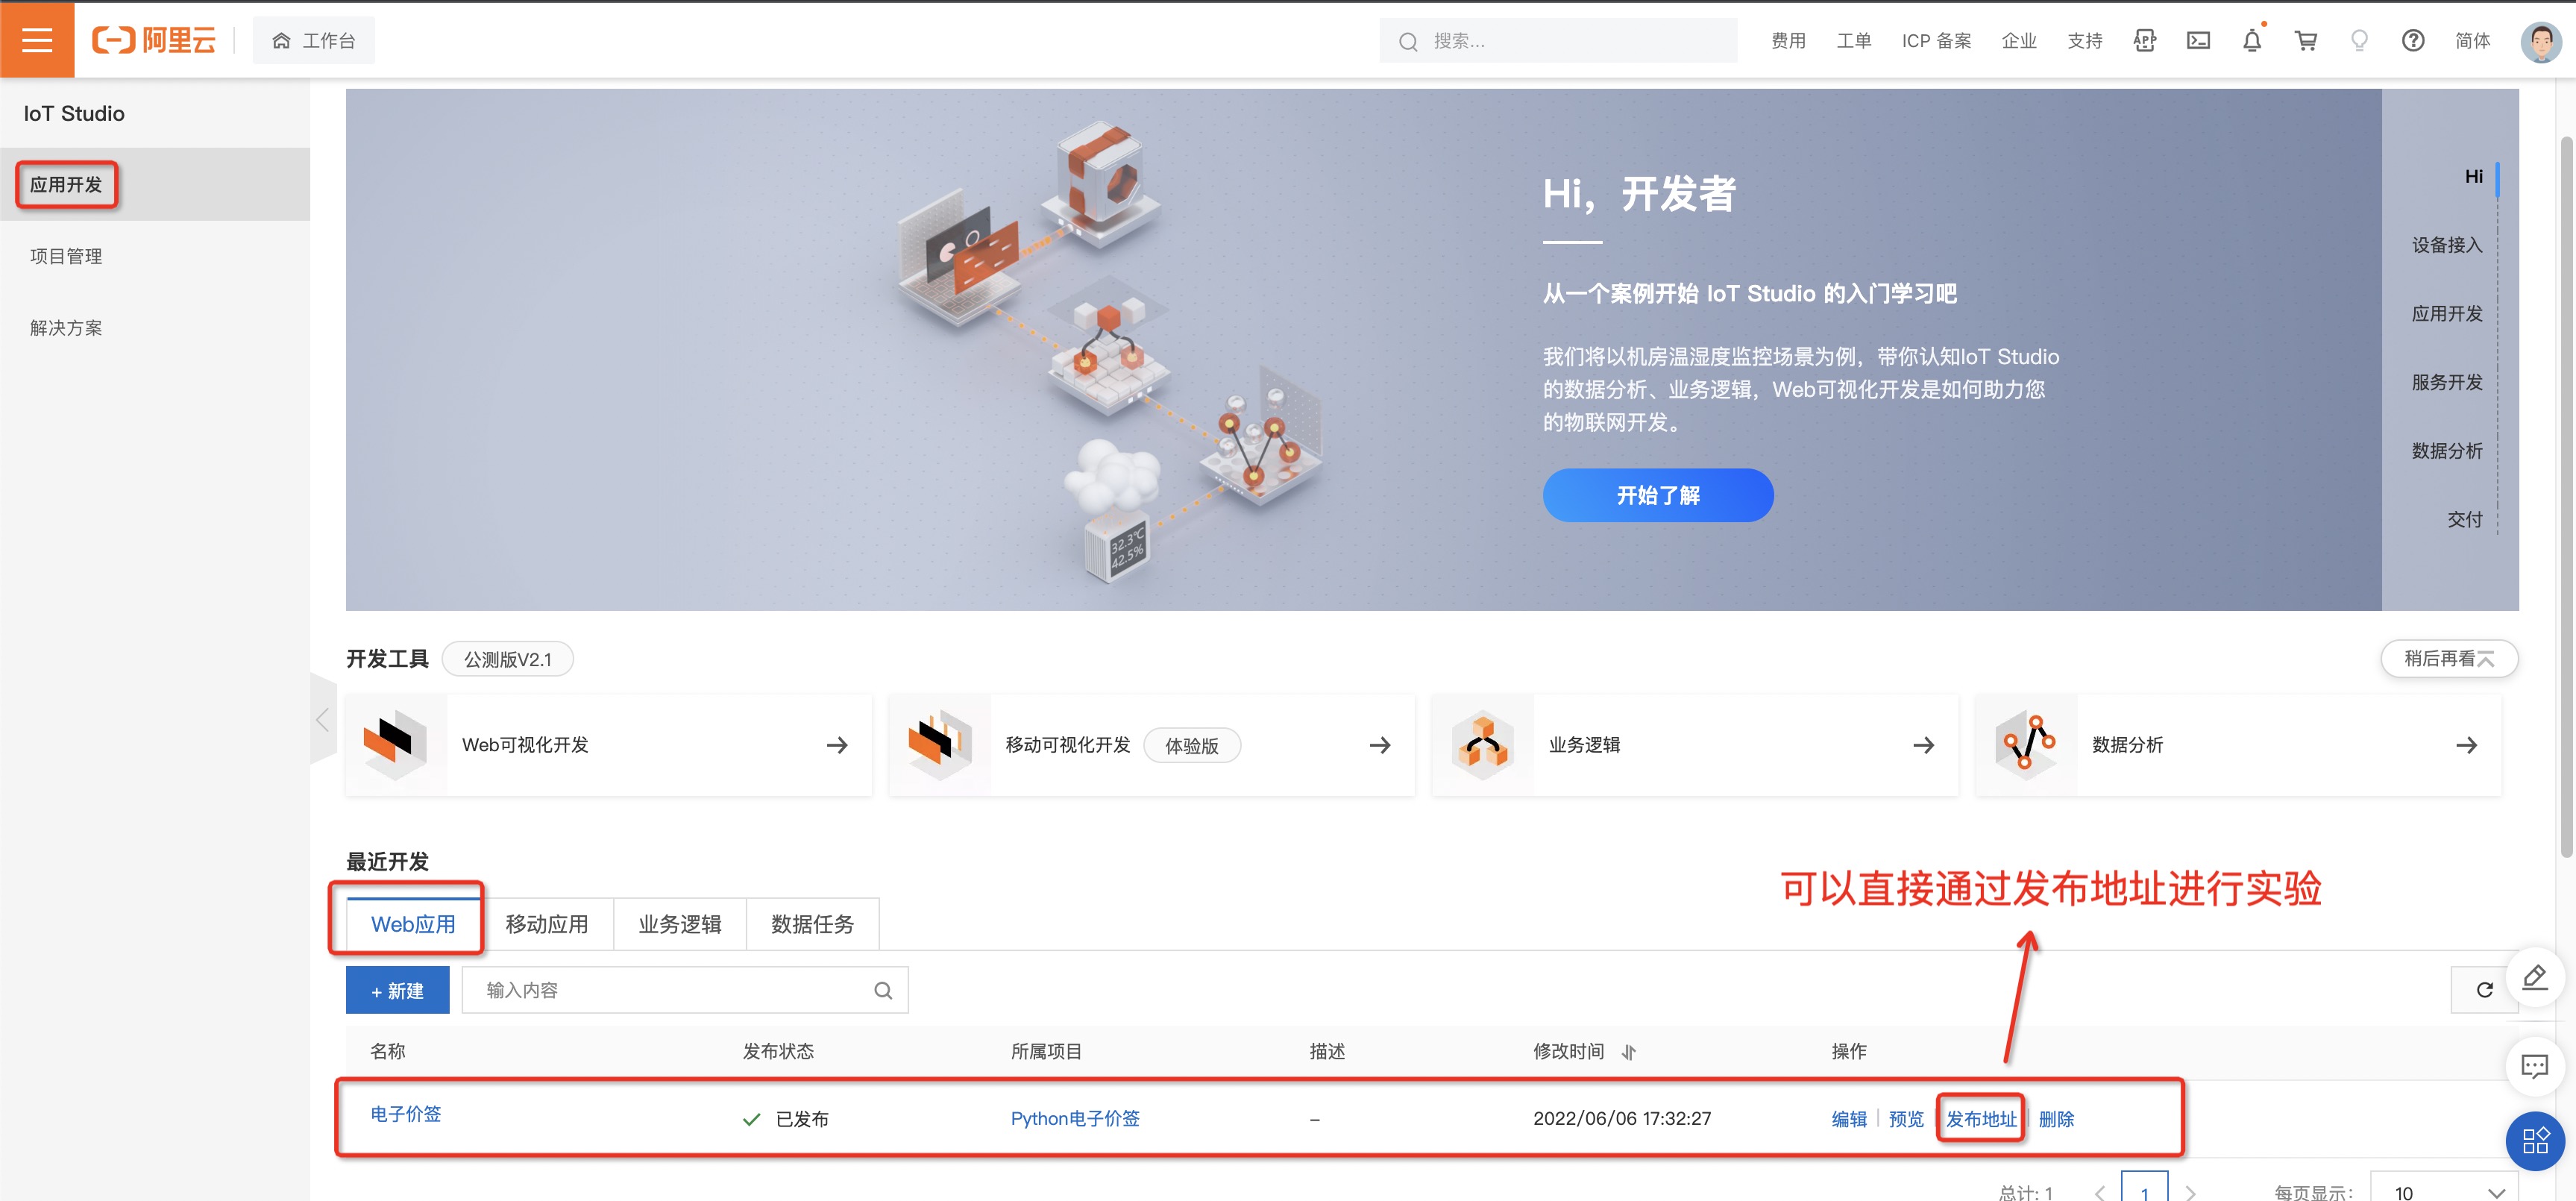 阿里云
工作台
搜索...
费用
工单
ICP 备案
企业
支持
APP
简体
IoT Studio
应用开发
项目管理
解决方案
Hi，开发者
从一个案例开始 IoT Studio 的入门学习吧
我们将以机房温湿度监控场景为例，带你认知IoT Studio
的数据分析、业务逻辑，Web可视化开发是如何助力您
的物联网开发。
开始了解
32.3℃
42.5%
Hi
设备接入
应用开发
服务开发
数据分析
交付
开发工具
公测版V2.1
稍后再看
Web可视化开发
移动可视化开发
体验版
业务逻辑
数据分析
最近开发
可以直接通过发布地址进行实验
Web应用
移动应用
业务逻辑
数据任务
+ 新建
输入内容
名称
发布状态
所属项目
描述
修改时间
操作
电子价签
已发布
Python电子价签
–
2022/06/06 17:32:27
编辑
预览
发布地址
删除
总计: 1
1
每页显示:
10